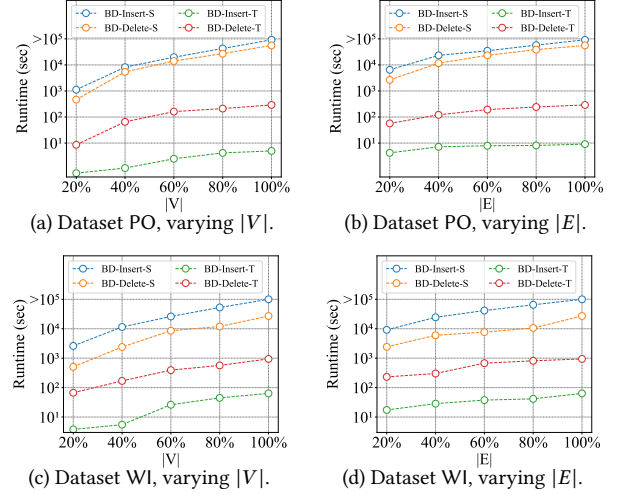 BD-Insert-S BD-Insert-T
BD-Delete-S BD-Delete-T
Runtime (sec)
>10⁵
10⁴
10³
10²
10¹
20% 40% 60% 80% 100%
|V|
(a) Dataset PO, varying |V|.
BD-Insert-S BD-Insert-T
BD-Delete-S BD-Delete-T
Runtime (sec)
>10⁵
10⁴
10³
10²
10¹
20% 40% 60% 80% 100%
|E|
(b) Dataset PO, varying |E|.
BD-Insert-S BD-Insert-T
BD-Delete-S BD-Delete-T
Runtime (sec)
>10⁵
10⁴
10³
10²
10¹
20% 40% 60% 80% 100%
|V|
(c) Dataset WI, varying |V|.
BD-Insert-S BD-Insert-T
BD-Delete-S BD-Delete-T
Runtime (sec)
>10⁵
10⁴
10³
10²
10¹
20% 40% 60% 80% 100%
|E|
(d) Dataset WI, varying |E|.